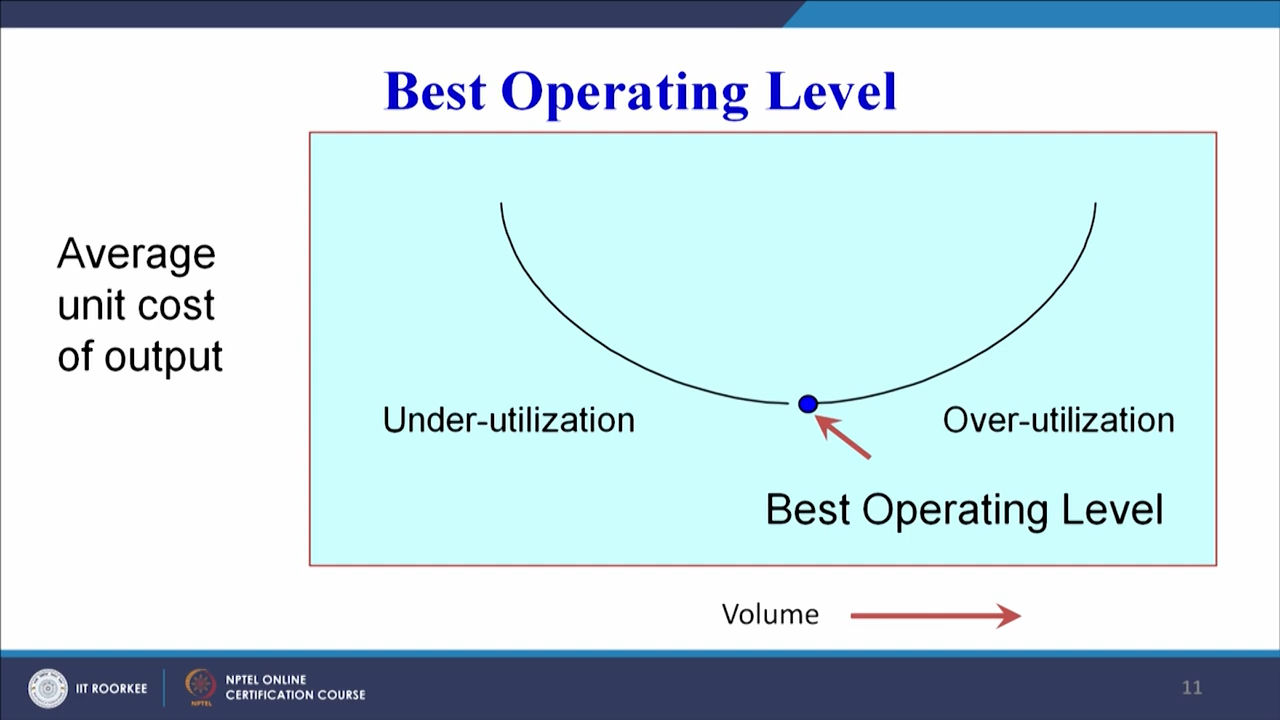 Best Operating Level
Average
unit cost
of output
Under-utilization
Over-utilization
Best Operating Level
Volume
IIT ROORKEE
NPTEL
NPTEL ONLINE
CERTIFICATION COURSE
11